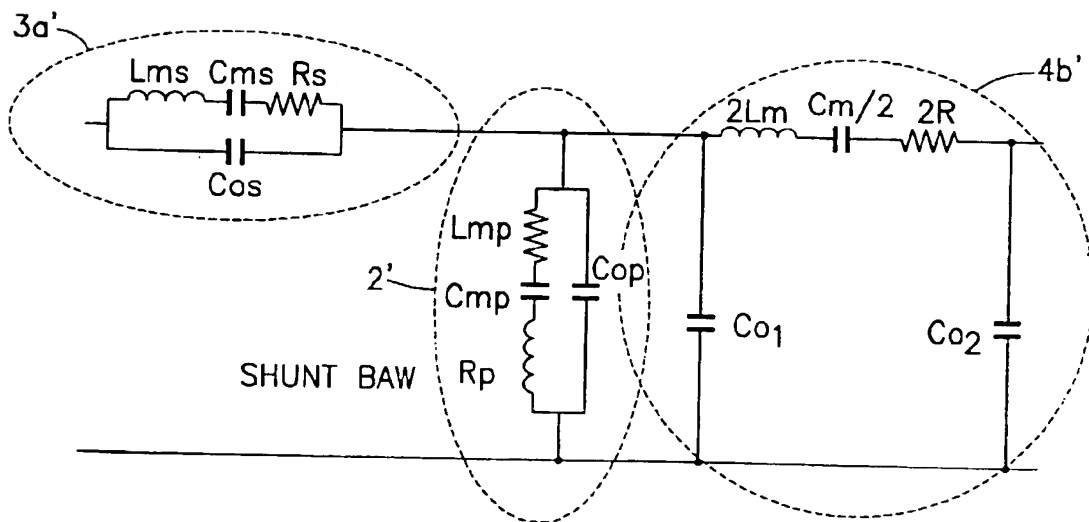 3a'
Lms Cms Rs
Cos
4b'
2Lm Cm/2 2R
Lmp
Cop
2'
Cmp
Co1
Co2
SHUNT BAW
Rp